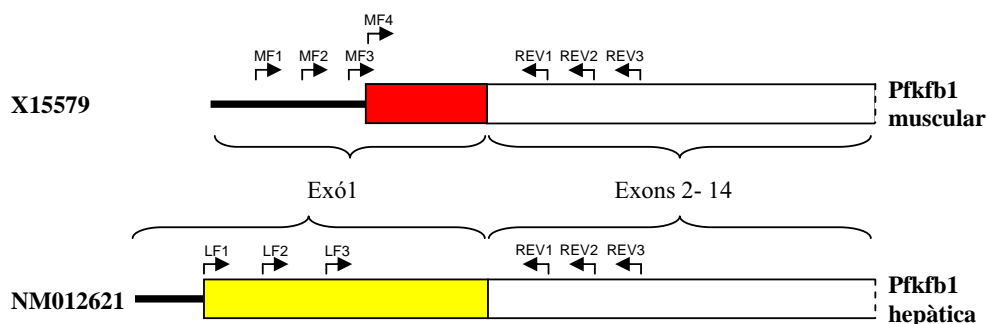 MF4
MF1 MF2 MF3 REV1 REV2 REV3
X15579
Pfkfb1
muscular
Exó1 Exons 2- 14
LF1 LF2 LF3 REV1 REV2 REV3
NM012621
Pfkfb1
hepàtica